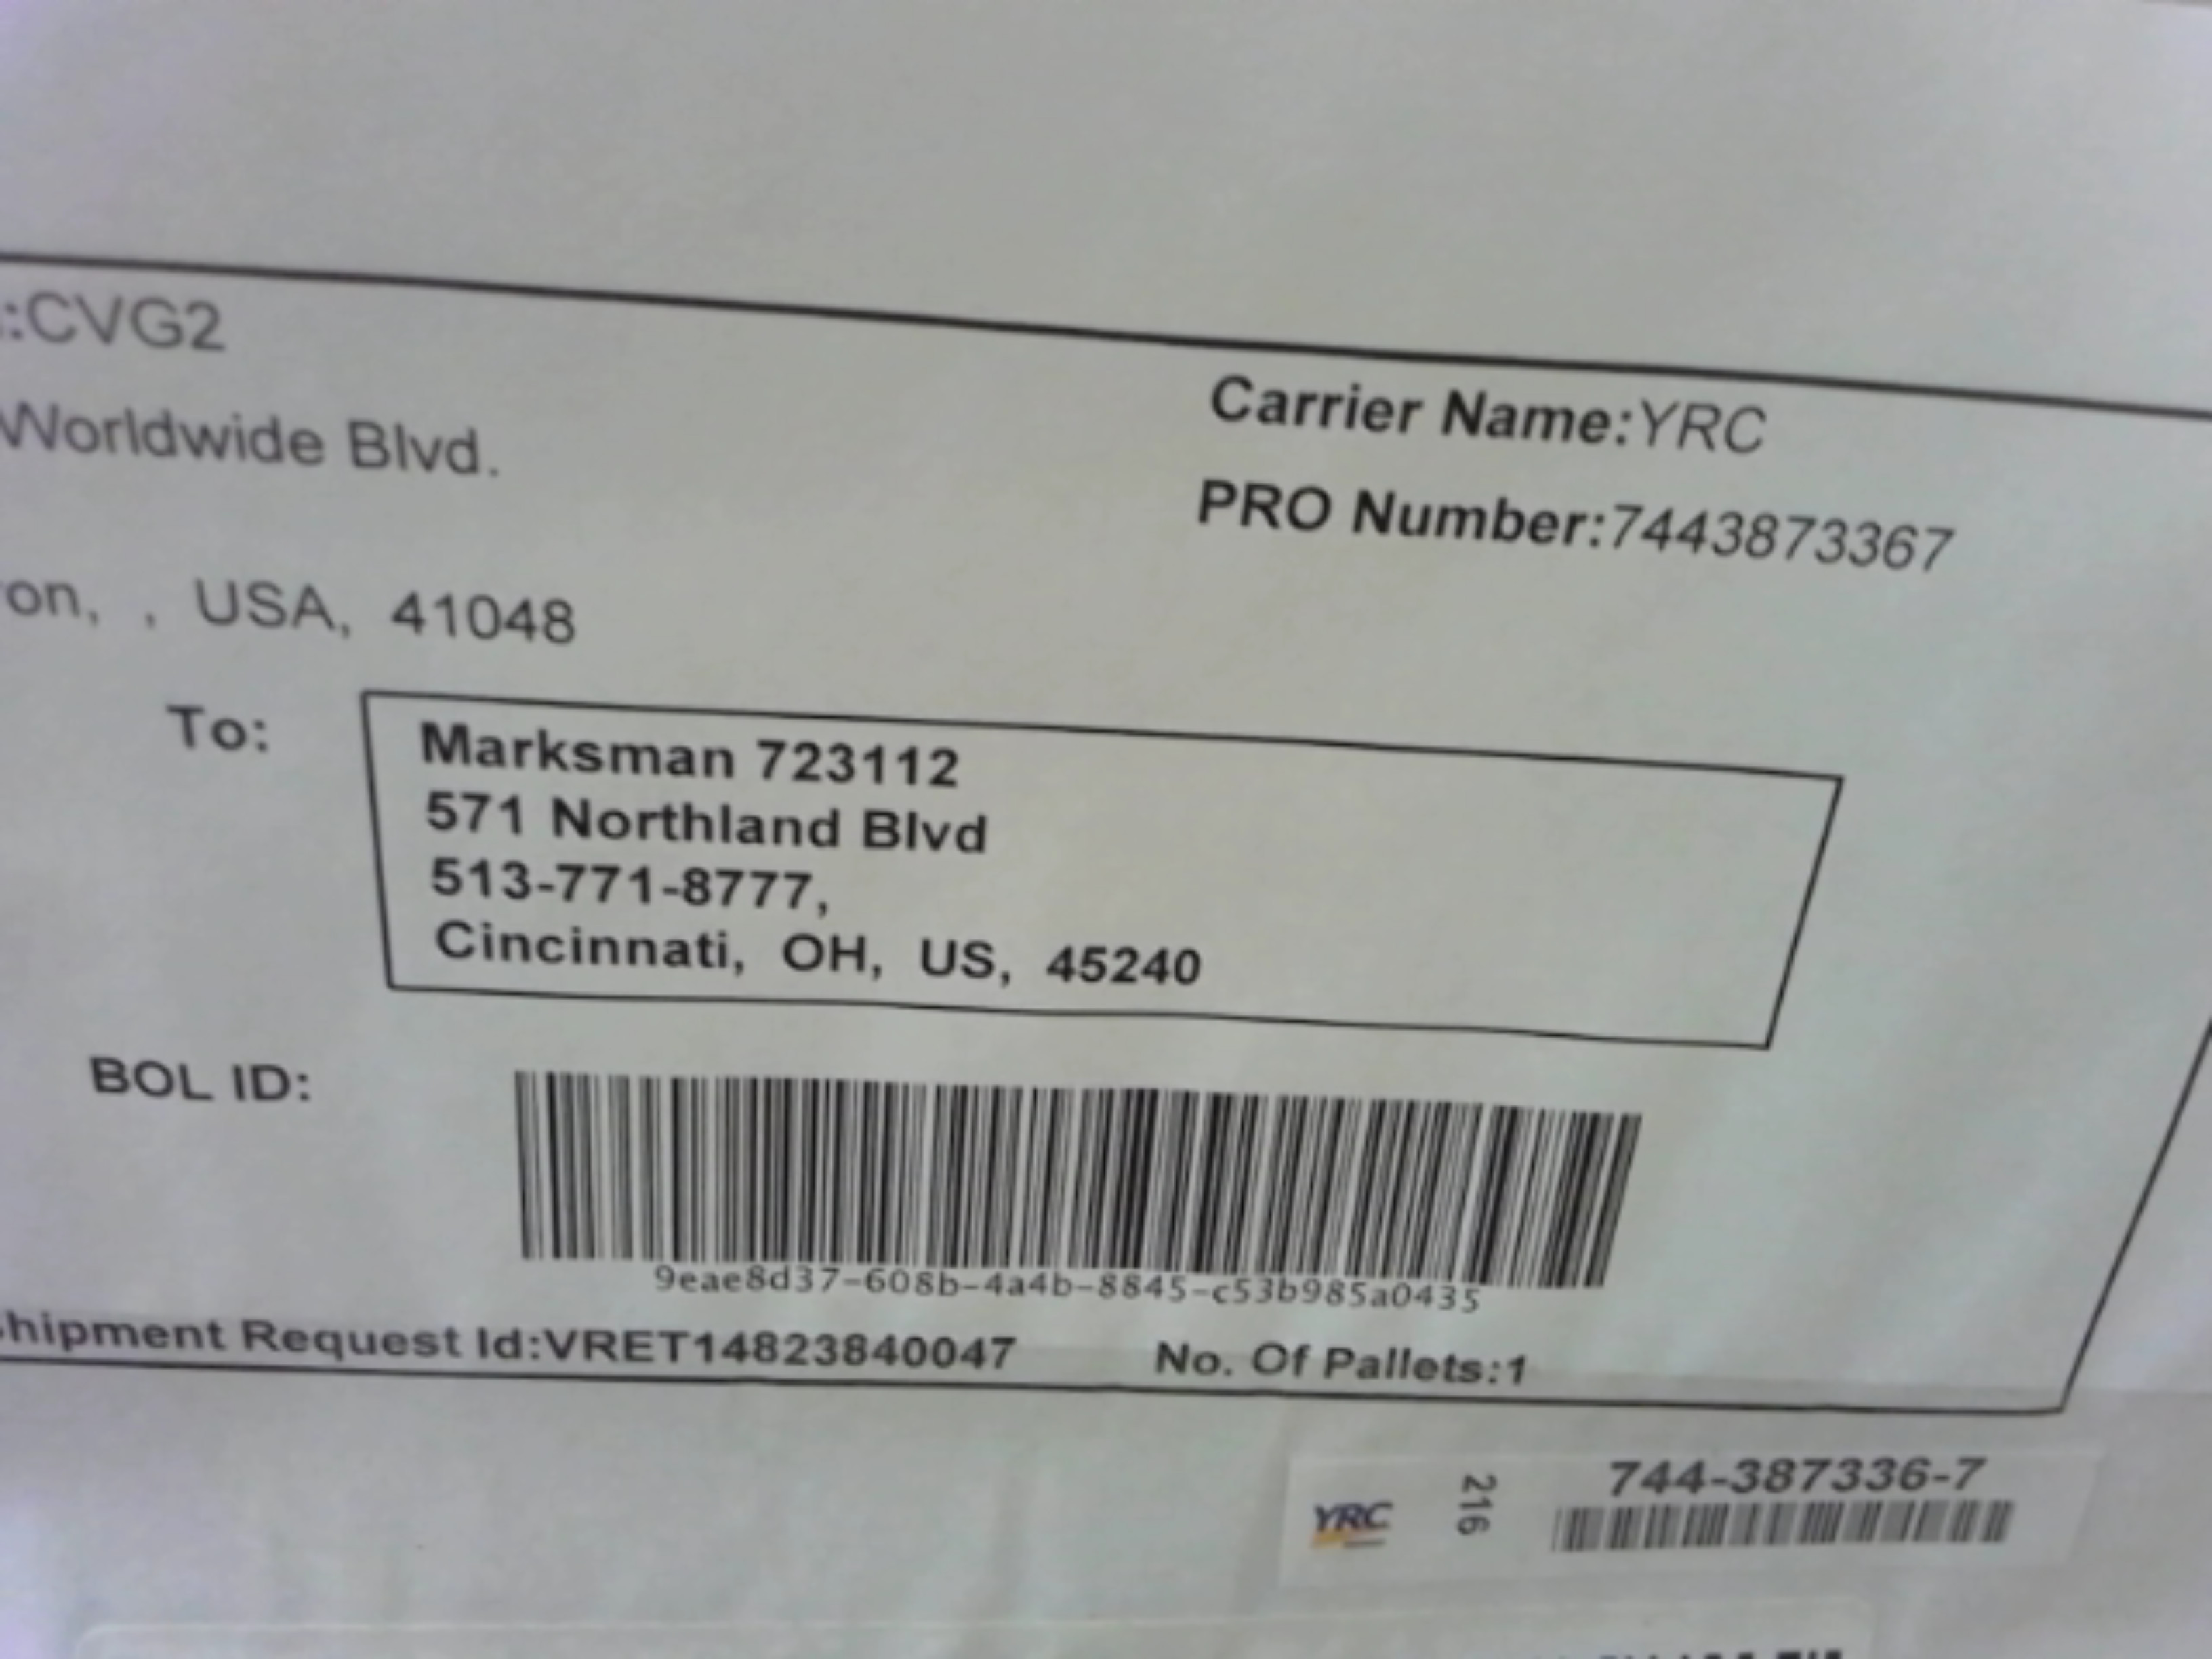 :CVG2
Worldwide Blvd.
Carrier Name:YRC
PRO Number:7443873367
on, , USA, 41048
To:
Marksman 723112
571 Northland Blvd
513-771-8777,
Cincinnati, OH, US, 45240
BOL ID:
9eae8d37-608b-4a4b-8845-c53b985a0435
hipment Request Id:VRET14823840047 No. Of Pallets:1
YRC 216 744-387336-7